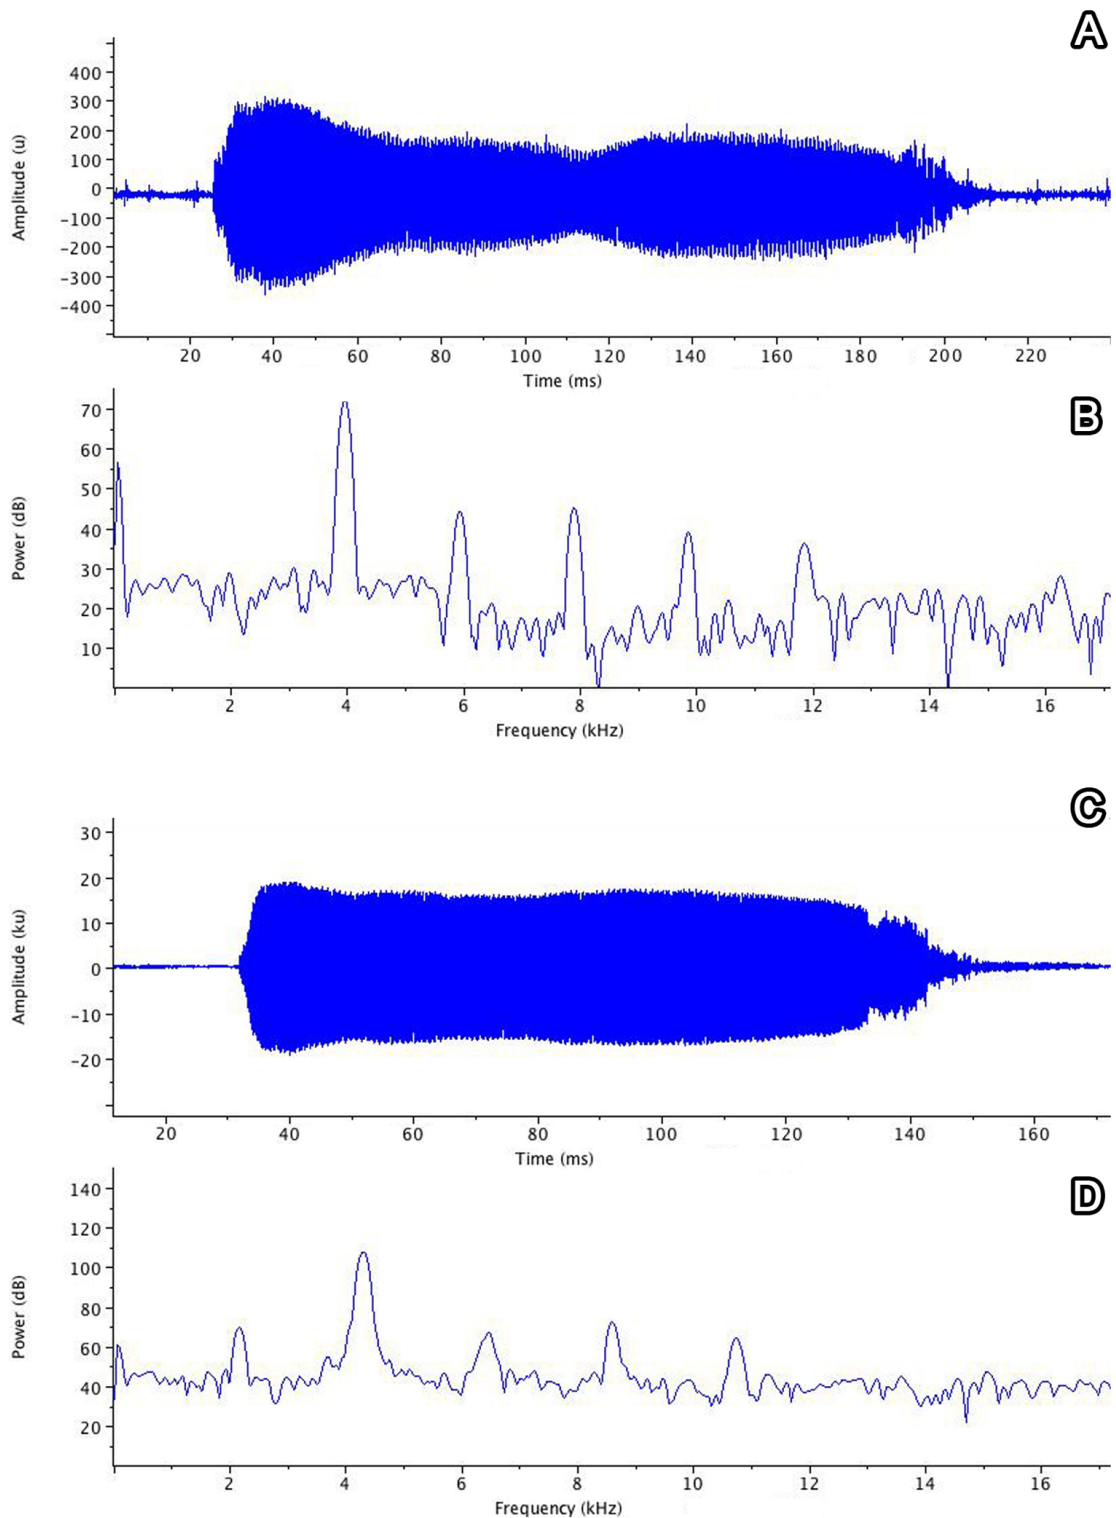 A
Amplitude (u)
400
300
200
100
0
−100
−200
−300
−400
20 40 60 80 100 120 140 160 180 200 220
Time (ms)
B
Power (dB)
70
60
50
40
30
20
10
2 4 6 8 10 12 14 16
Frequency (kHz)
C
Amplitude (ku)
30
20
10
0
−10
−20
20 40 60 80 100 120 140 160
Time (ms)
D
Power (dB)
140
120
100
80
60
40
20
2 4 6 8 10 12 14 16
Frequency (kHz)